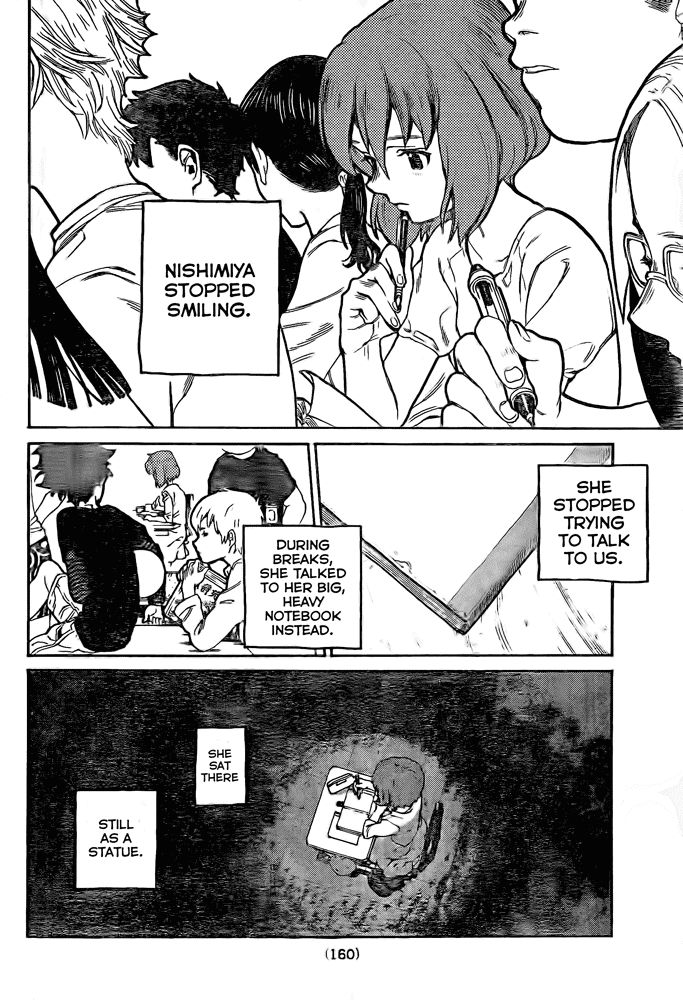 NISHIMIYA
STOPPED
SMILING.
SHE
STOPPED
TRYING
TO TALK
TO US.
DURING
BREAKS,
SHE TALKED
TO HER BIG,
HEAVY
NOTEBOOK
INSTEAD.
SHE
SAT
THERE
STILL
AS A
STATUE.
(160)